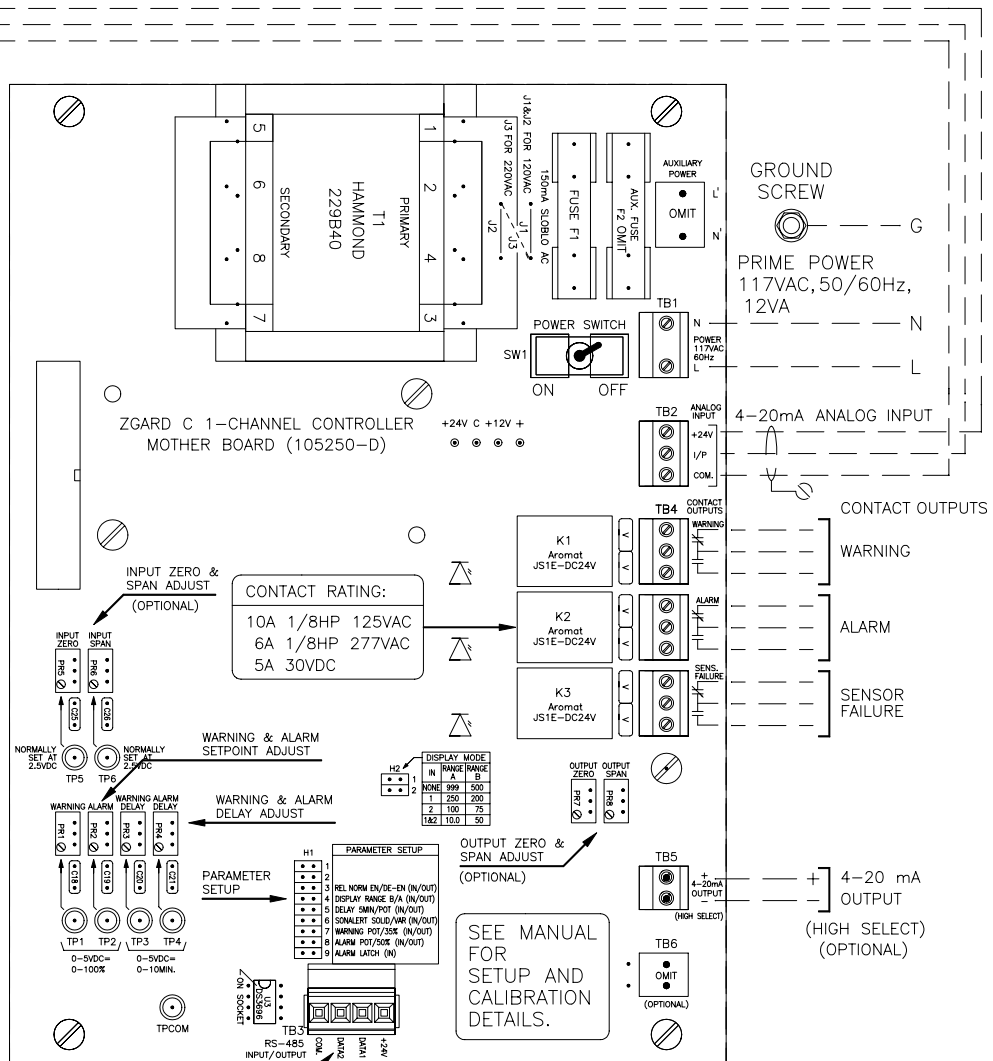 J1&J2 FOR 120VAC
J3 FOR 220VAC
J1
J3
J2
150mA SLOBLO AC
FUSE F1
AUX. FUSE
F2 OMIT
AUXILIARY
POWER
L'
OMIT
N'
GROUND
SCREW
G
PRIME POWER
117VAC,50/60Hz,
12VA
5
6
8
7
SECONDARY
T1
HAMMOND
229B40
PRIMARY
1
2
4
3
TB1
N
POWER
117VAC
60Hz
L
N
L
POWER SWITCH
SW1
ON
OFF
ZGARD C 1-CHANNEL CONTROLLER
MOTHER BOARD (105250-D)
+24V C +12V +
TB2
ANALOG
INPUT
+24V
I/P
COM.
4-20mA ANALOG INPUT
TB4
CONTACT
OUTPUTS
WARNING
CONTACT OUTPUTS
WARNING
K1
Aromat
JS1E-DC24V
V
V
ALARM
ALARM
K2
Aromat
JS1E-DC24V
V
V
SENS.
FAILURE
SENSOR
FAILURE
K3
Aromat
JS1E-DC24V
V
V
INPUT ZERO &
SPAN ADJUST
(OPTIONAL)
CONTACT RATING:
10A 1/8HP 125VAC
6A 1/8HP 277VAC
5A 30VDC
INPUT
ZERO
INPUT
SPAN
PR5
PR6
C25
C26
NORMALLY
SET AT
2.5VDC
NORMALLY
SET AT
2.5VDC
TP5
TP6
WARNING & ALARM
SETPOINT ADJUST
WARNING & ALARM
DELAY ADJUST
WARNING
ALARM
WARNING
DELAY
ALARM
DELAY
PR1
PR2
PR3
PR4
C18
C19
C20
C21
TP1
TP2
TP3
TP4
0-5VDC=
0-100%
0-5VDC=
0-10MIN.
TPCOM
H2
1
2
DISPLAY MODE
IN RANGE A RANGE B
NONE 999 500
1 250 200
2 100 75
1&2 10.0 50
OUTPUT
ZERO
OUTPUT
SPAN
PR7
PR8
OUTPUT ZERO &
SPAN ADJUST
(OPTIONAL)
PARAMETER
SETUP
H1
PARAMETER SETUP
1
2
3 REL NORM EN/DE-EN (IN/OUT)
4 DISPLAY RANGE B/A (IN/OUT)
5 DELAY 5MIN/POT (IN/OUT)
6 SONALERT SOLID/VAR (IN/OUT)
7 WARNING POT/35% (IN/OUT)
8 ALARM POT/50% (IN/OUT)
9 ALARM LATCH (IN)
TB5
+
4-20mA
OUTPUT
-
(HIGH SELECT)
+
4-20 mA
-
OUTPUT
(HIGH SELECT)
(OPTIONAL)
SEE MANUAL
FOR
SETUP AND
CALIBRATION
DETAILS.
TB6
OMIT
(OPTIONAL)
ON SOCKET
U3
DS3696
TB3
RS-485
INPUT/OUTPUT
COM.
DATA2
DATA1
+24V